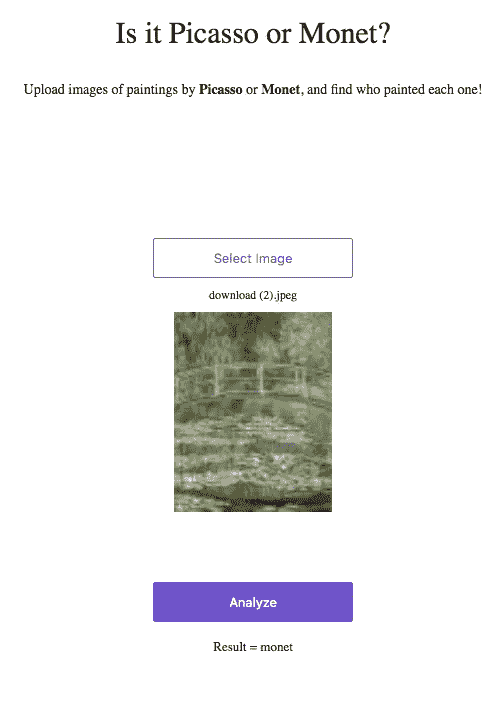 Is it Picasso or Monet?
Upload images of paintings by Picasso or Monet, and find who painted each one!
Select Image
download (2).jpeg
Analyze
Result = monet